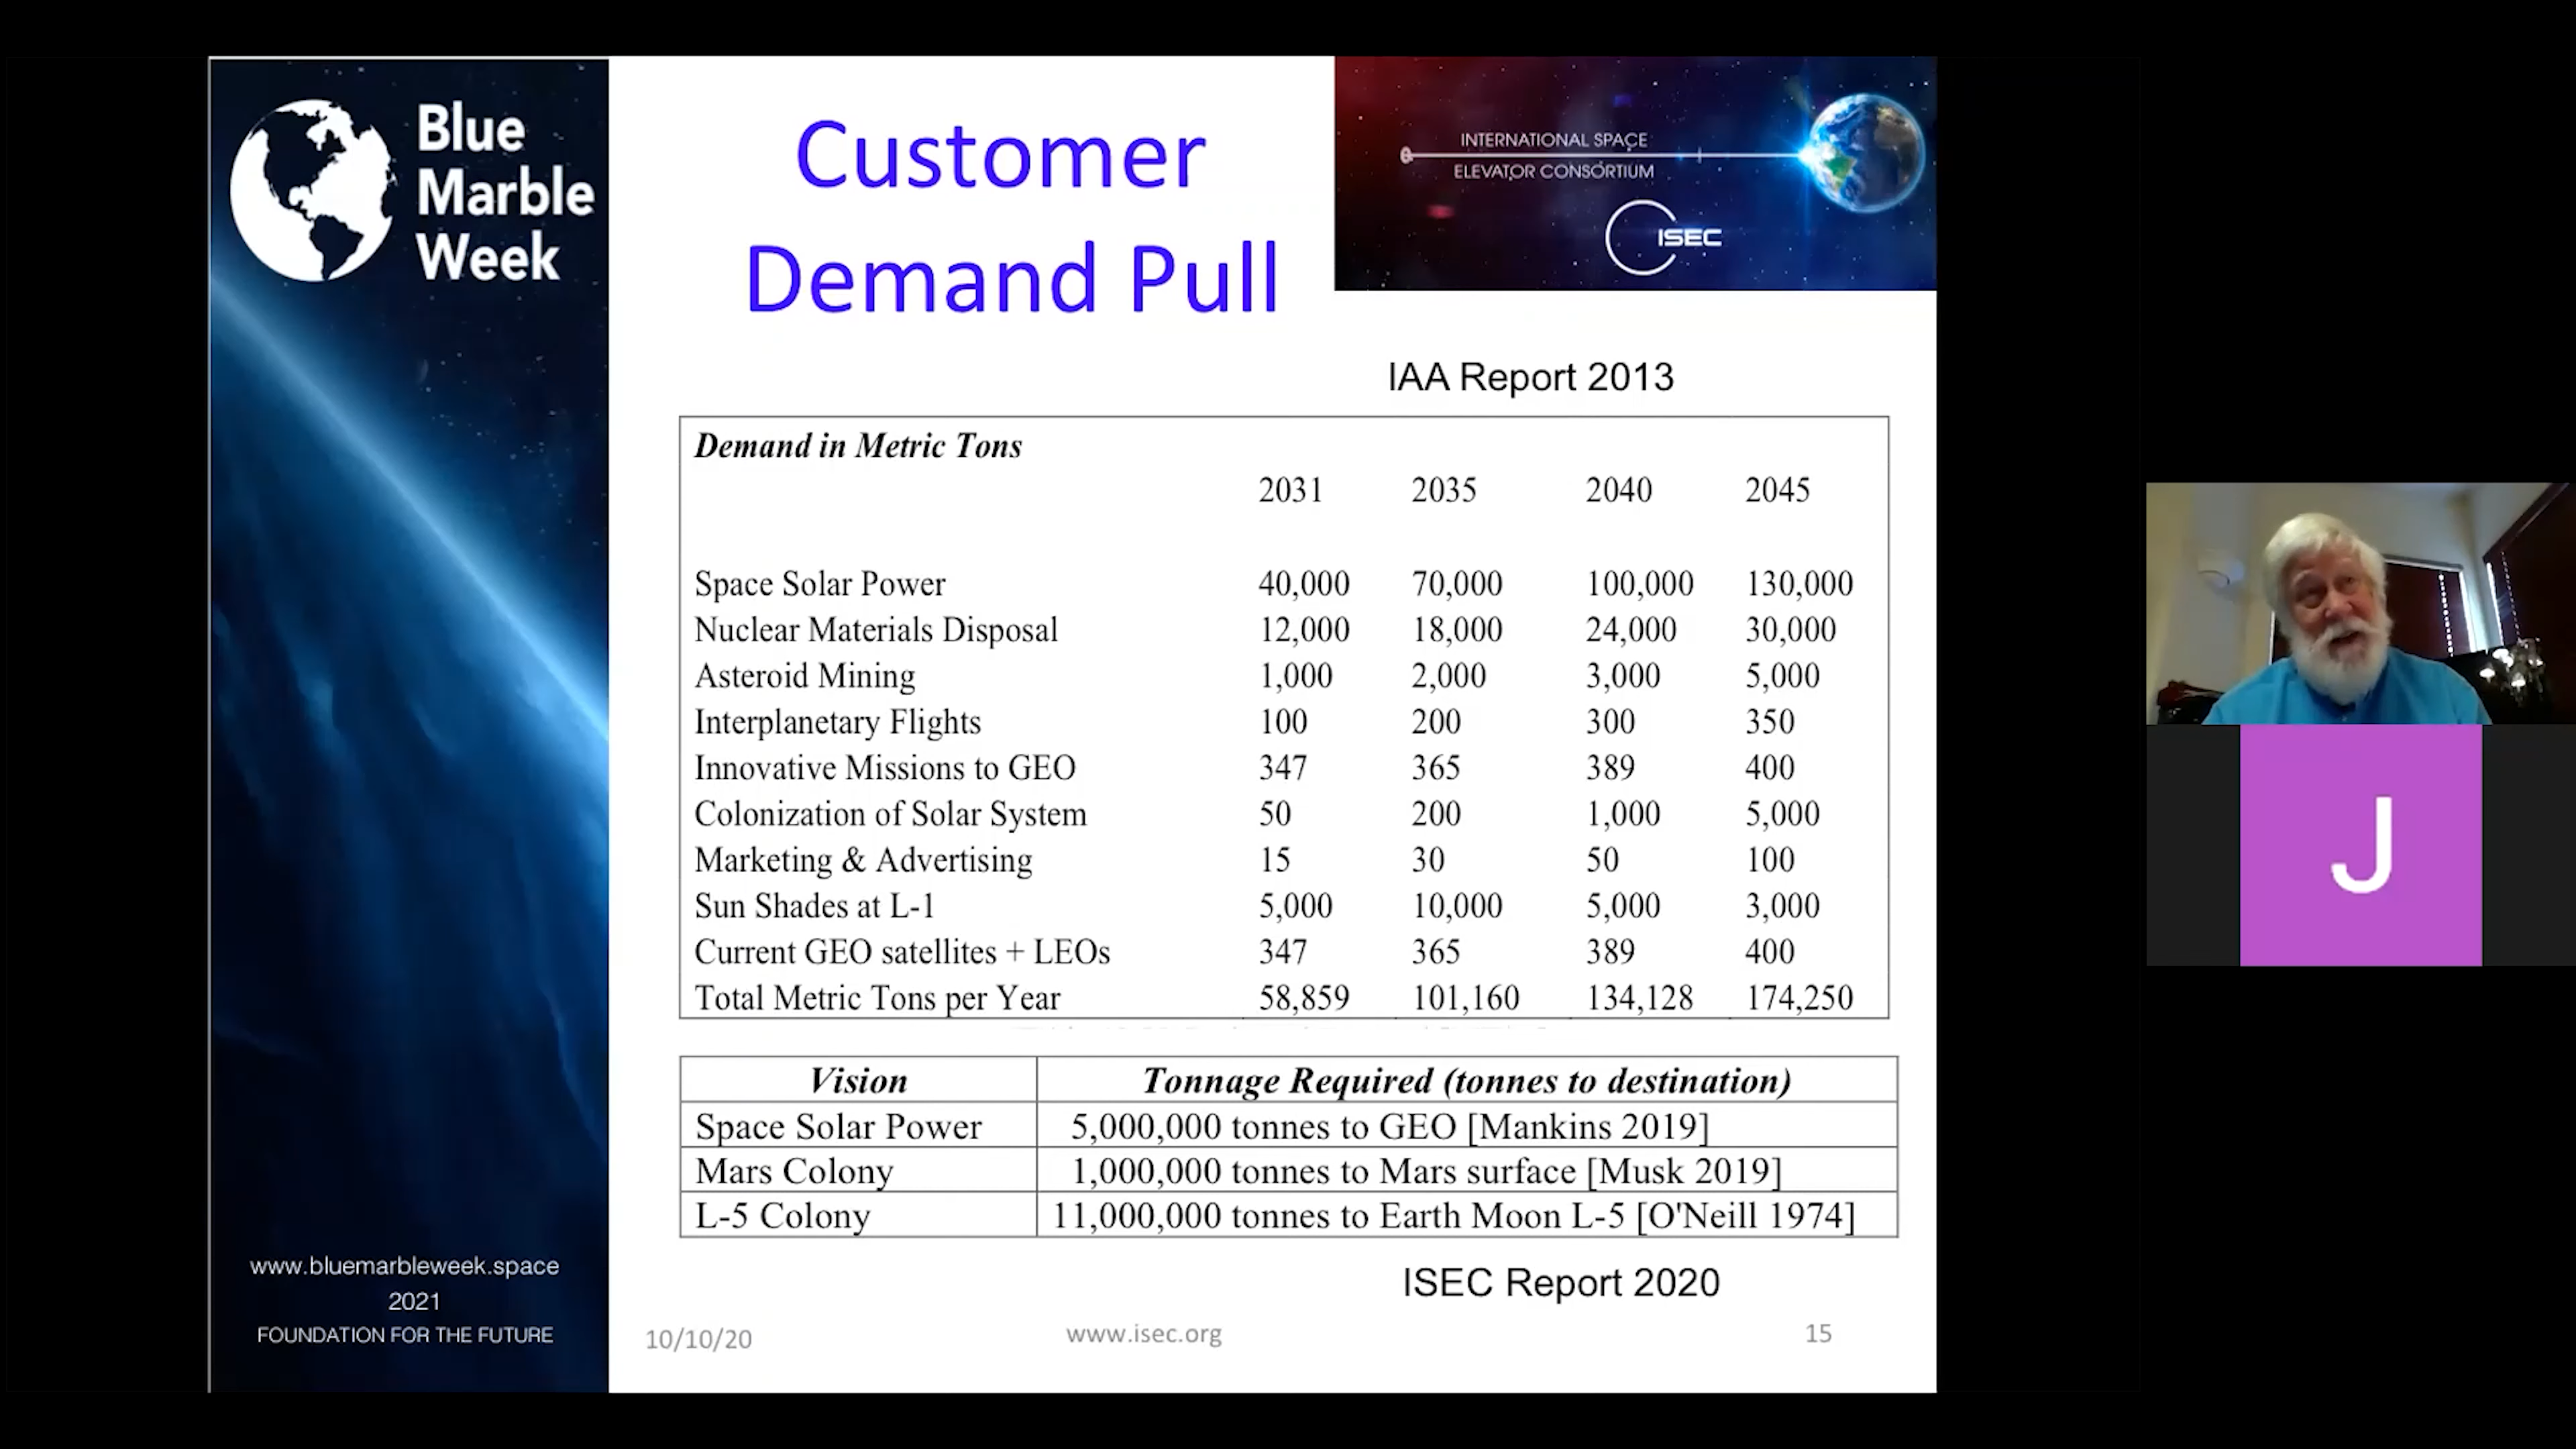 Blue
Marble
Week
Customer
Demand Pull
INTERNATIONAL SPACE
ELEVATOR CONSORTIUM
ISEC
IAA Report 2013
Demand in Metric Tons
2031 2035 2040 2045
Space Solar Power 40,000 70,000 100,000 130,000
Nuclear Materials Disposal 12,000 18,000 24,000 30,000
Asteroid Mining 1,000 2,000 3,000 5,000
Interplanetary Flights 100 200 300 350
Innovative Missions to GEO 347 365 389 400
Colonization of Solar System 50 200 1,000 5,000
Marketing & Advertising 15 30 50 100
Sun Shades at L-1 5,000 10,000 5,000 3,000
Current GEO satellites + LEOs 347 365 389 400
Total Metric Tons per Year 58,859 101,160 134,128 174,250
Vision Tonnage Required (tonnes to destination)
Space Solar Power 5,000,000 tonnes to GEO [Mankins 2019]
Mars Colony 1,000,000 tonnes to Mars surface [Musk 2019]
L-5 Colony 11,000,000 tonnes to Earth Moon L-5 [O'Neill 1974]
ISEC Report 2020
www.bluemarbleweek.space
2021
FOUNDATION FOR THE FUTURE
10/10/20 www.isec.org 15
J